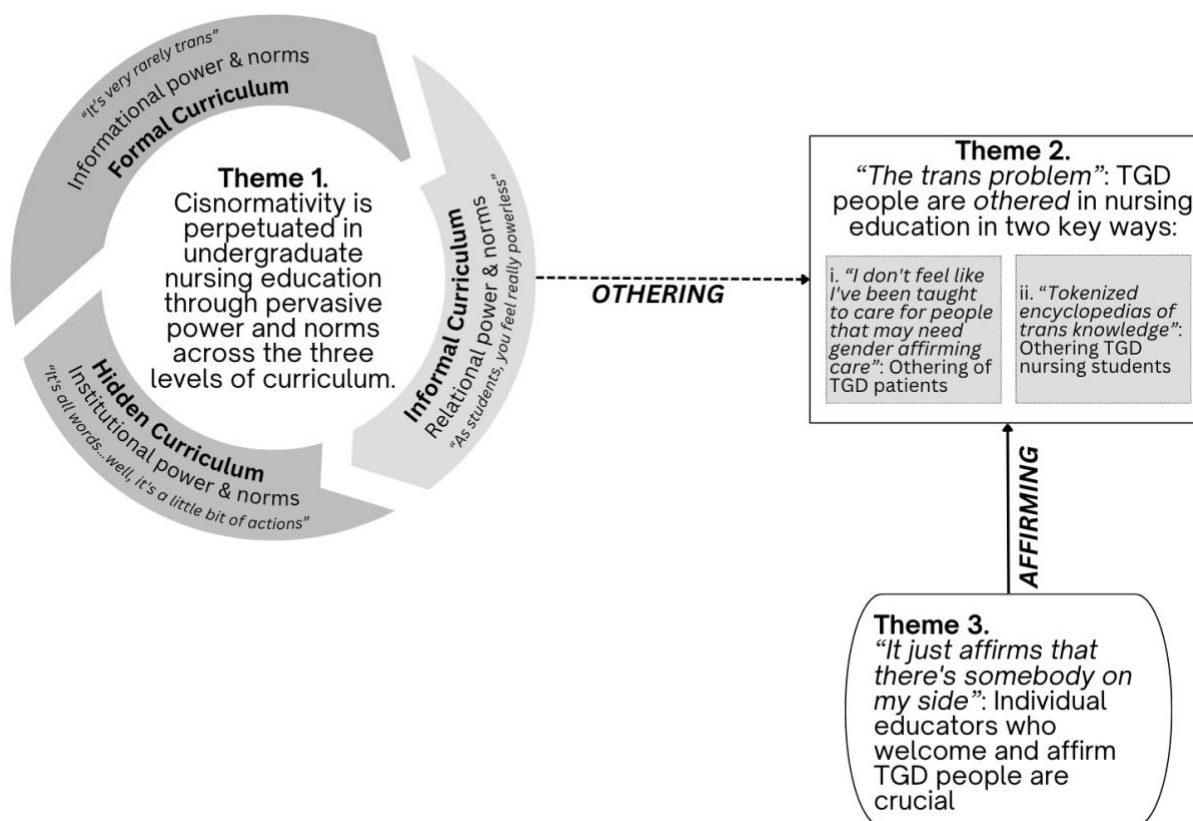 “It's very rarely trans”
Informational power & norms
Formal Curriculum
Theme 1.
Cisnormativity is
perpetuated in
undergraduate
nursing education
through pervasive
power and norms
across the three
levels of curriculum.
Informal Curriculum
Relational power & norms
“As students, you feel really powerless”
Hidden Curriculum
Institutional power & norms
“It's all words...well, it's a little bit of actions”
OTHERING
Theme 2.
“The trans problem”: TGD
people are othered in nursing
education in two key ways:
i. “I don't feel like
I've been taught
to care for people
that may need
gender affirming
care”: Othering of
TGD patients
ii. “Tokenized
encyclopedias of
trans knowledge”:
Othering TGD
nursing students
AFFIRMING
Theme 3.
“It just affirms that
there's somebody on
my side”: Individual
educators who
welcome and affirm
TGD people are
crucial